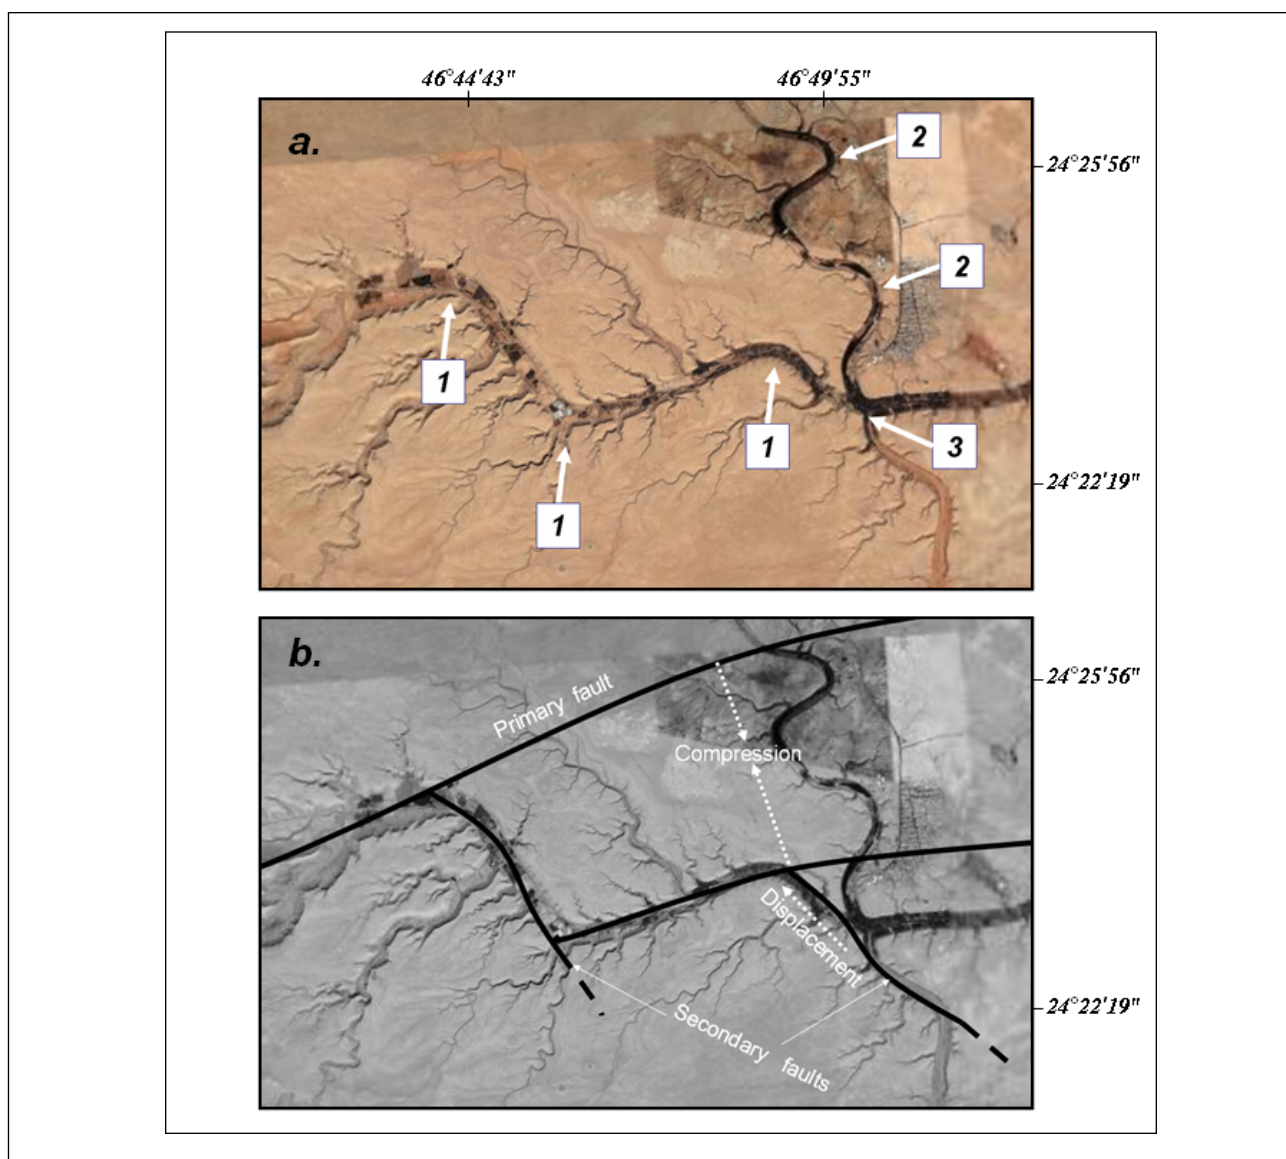 46°44'43" 46°49'55"
a.
2
24°25'56"
2
1
1
3
24°22'19"
1
b.
24°25'56"
Primary fault
Compression
Displacement
24°22'19"
Secondary faults